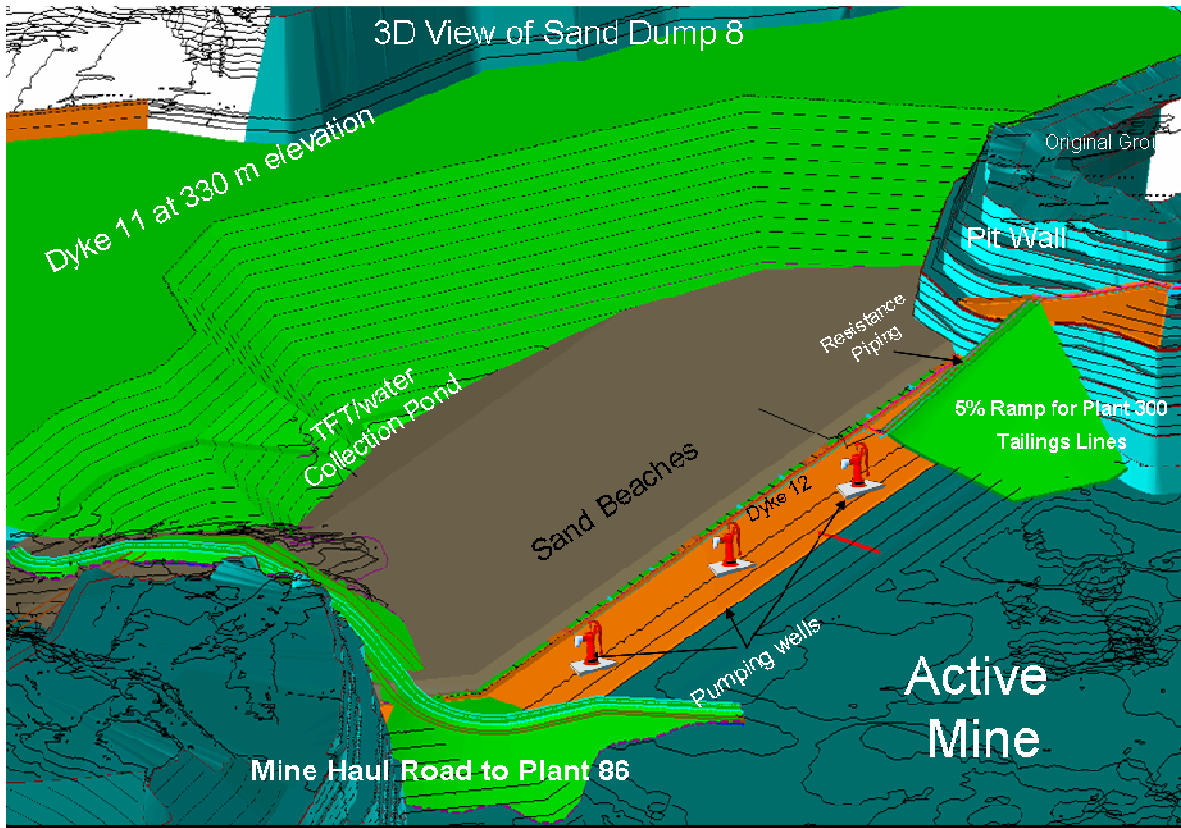 3D View of Sand Dump 8
Dyke 11 at 330 m elevation
Original Grou
Pit Wall
Resistance
Piping
TFT/water
Collection Pond
5% Ramp for Plant 300
Tailings Lines
Sand Beaches
Dyke 12
Pumping wells
Active
Mine
Mine Haul Road to Plant 86